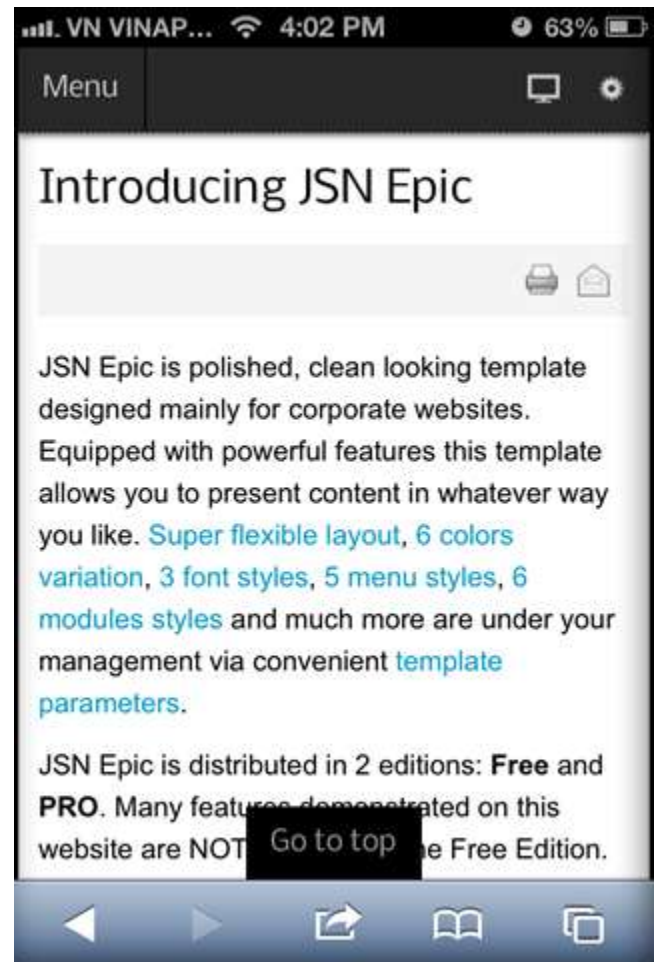 VN VINAP... 4:02 PM 63%
Menu
Introducing JSN Epic
JSN Epic is polished, clean looking template
designed mainly for corporate websites.
Equipped with powerful features this template
allows you to present content in whatever way
you like. Super flexible layout, 6 colors
variation, 3 font styles, 5 menu styles, 6
modules styles and much more are under your
management via convenient template
parameters.
JSN Epic is distributed in 2 editions: Free and
PRO. Many features demonstrated on this
website are NOT Free Edition.
Go to top